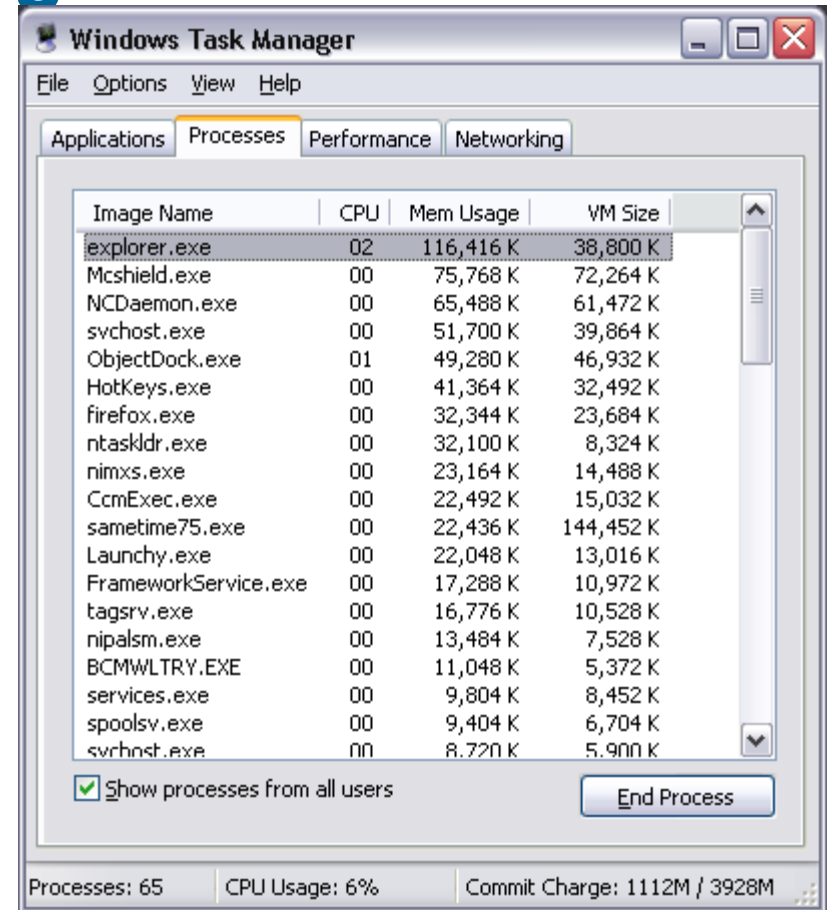 Windows Task Manager
File Options View Help
Applications Processes Performance Networking
Image Name CPU Mem Usage VM Size
explorer.exe 02 116,416 K 38,800 K
Mcshield.exe 00 75,768 K 72,264 K
NCDaemon.exe 00 65,488 K 61,472 K
svchost.exe 00 51,700 K 39,864 K
ObjectDock.exe 01 49,280 K 46,932 K
HotKeys.exe 00 41,364 K 32,492 K
firefox.exe 00 32,344 K 23,684 K
ntaskldr.exe 00 32,100 K 8,324 K
nimxs.exe 00 23,164 K 14,488 K
CcmExec.exe 00 22,492 K 15,032 K
sametime75.exe 00 22,436 K 144,452 K
Launchy.exe 00 22,048 K 13,016 K
FrameworkService.exe 00 17,288 K 10,972 K
tagsrv.exe 00 16,776 K 10,528 K
nipalsm.exe 00 13,484 K 7,528 K
BCMWLTRY.EXE 00 11,048 K 5,372 K
services.exe 00 9,804 K 8,452 K
spoolsv.exe 00 9,404 K 6,704 K
svchost.exe 00 8,720 K 5,900 K
Show processes from all users
End Process
Processes: 65 CPU Usage: 6% Commit Charge: 1112M / 3928M